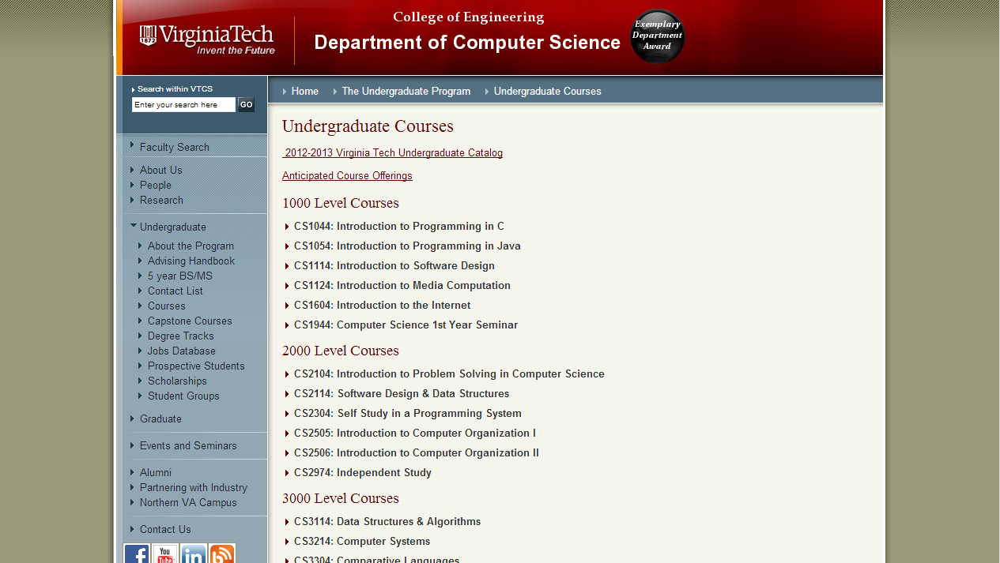 College of Engineering
VirginiaTech
1872
Invent the Future
Department of Computer Science
Exemplary
Department
Award
Search within VTCS
Enter your search here GO
Home The Undergraduate Program Undergraduate Courses
Faculty Search
About Us
People
Research
Undergraduate
About the Program
Advising Handbook
5 year BS/MS
Contact List
Courses
Capstone Courses
Degree Tracks
Jobs Database
Prospective Students
Scholarships
Student Groups
Graduate
Events and Seminars
Alumni
Partnering with Industry
Northern VA Campus
Contact Us
f
You
Tube
in
Undergraduate Courses
2012-2013 Virginia Tech Undergraduate Catalog
Anticipated Course Offerings
1000 Level Courses
CS1044: Introduction to Programming in C
CS1054: Introduction to Programming in Java
CS1114: Introduction to Software Design
CS1124: Introduction to Media Computation
CS1604: Introduction to the Internet
CS1944: Computer Science 1st Year Seminar
2000 Level Courses
CS2104: Introduction to Problem Solving in Computer Science
CS2114: Software Design & Data Structures
CS2304: Self Study in a Programming System
CS2505: Introduction to Computer Organization I
CS2506: Introduction to Computer Organization II
CS2974: Independent Study
3000 Level Courses
CS3114: Data Structures & Algorithms
CS3214: Computer Systems
CS3304: Comparative Languages